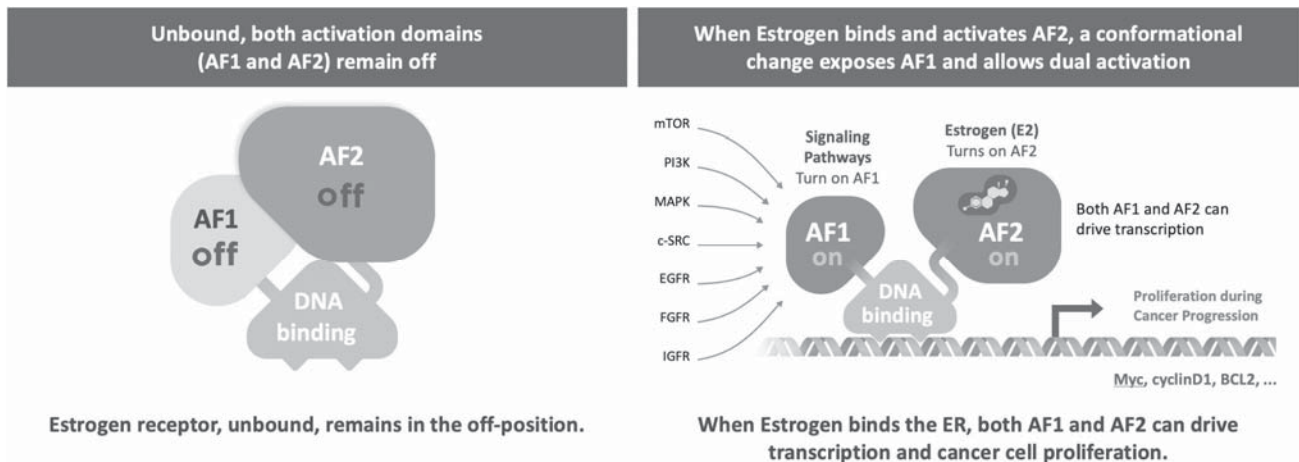 Unbound, both activation domains
(AF1 and AF2) remain off
AF2
off
AF1
off
DNA
binding
Estrogen receptor, unbound, remains in the off-position.
When Estrogen binds and activates AF2, a conformational
change exposes AF1 and allows dual activation
mTOR
PI3K
MAPK
c-SRC
EGFR
FGFR
IGFR
Signaling
Pathways
Turn on AF1
Estrogen (E2)
Turns on AF2
AF1
on
AF2
on
DNA
binding
Both AF1 and AF2 can
drive transcription
Proliferation during
Cancer Progression
Myc, cyclinD1, BCL2, ...
When Estrogen binds the ER, both AF1 and AF2 can drive
transcription and cancer cell proliferation.